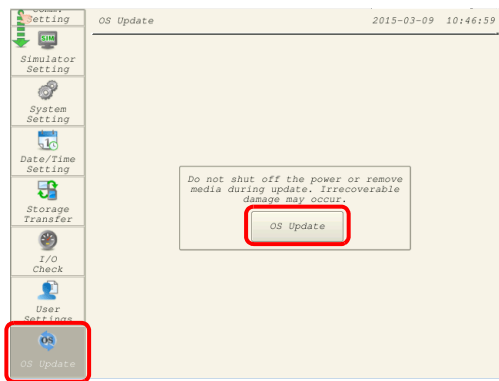 Setting
OS Update
2015-03-09 10:46:59
SIM
Simulator
Setting
System
Setting
Date/Time
Setting
Storage
Transfer
I/O
Check
User
Settings
OS
OS Update
Do not shut off the power or remove
media during update. Irrecoverable
damage may occur.
OS Update